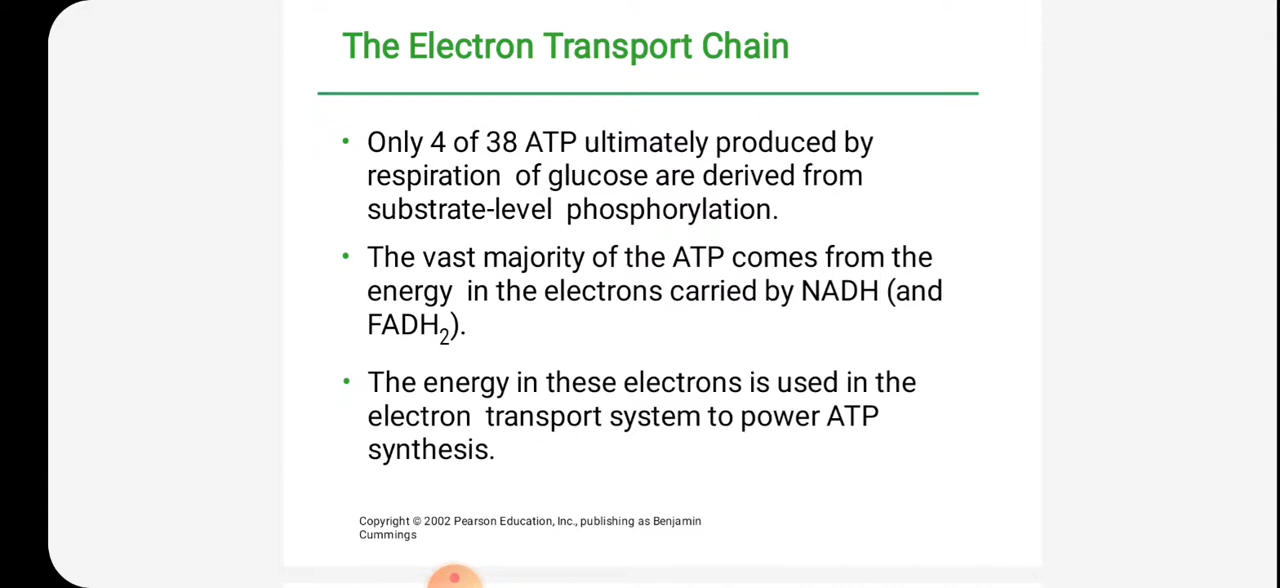 The Electron Transport Chain
• Only 4 of 38 ATP ultimately produced by
respiration of glucose are derived from
substrate-level phosphorylation.
• The vast majority of the ATP comes from the
energy in the electrons carried by NADH (and
FADH₂).
• The energy in these electrons is used in the
electron transport system to power ATP
synthesis.
Copyright © 2002 Pearson Education, Inc., publishing as Benjamin
Cummings